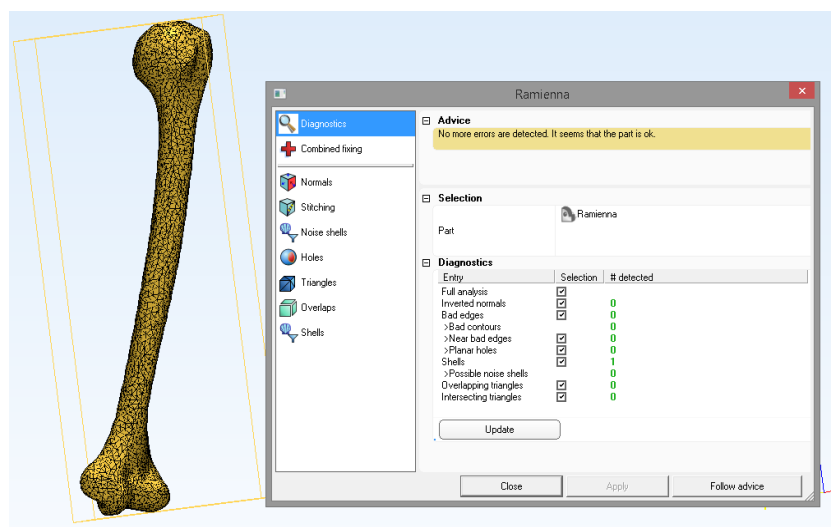 Ramienna
Diagnostics
Combined fixing
Normals
Stitching
Noise shells
Holes
Triangles
Overlaps
Shells
Advice
No more errors are detected. It seems that the part is ok.
Selection
Part
Ramienna
Diagnostics
Entry Selection # detected
Full analysis
Inverted normals 0
Bad edges 0
>Bad contours 0
>Near bad edges 0
>Planar holes 0
Shells 1
>Possible noise shells 0
Overlapping triangles 0
Intersecting triangles 0
Update
Close Apply Follow advice